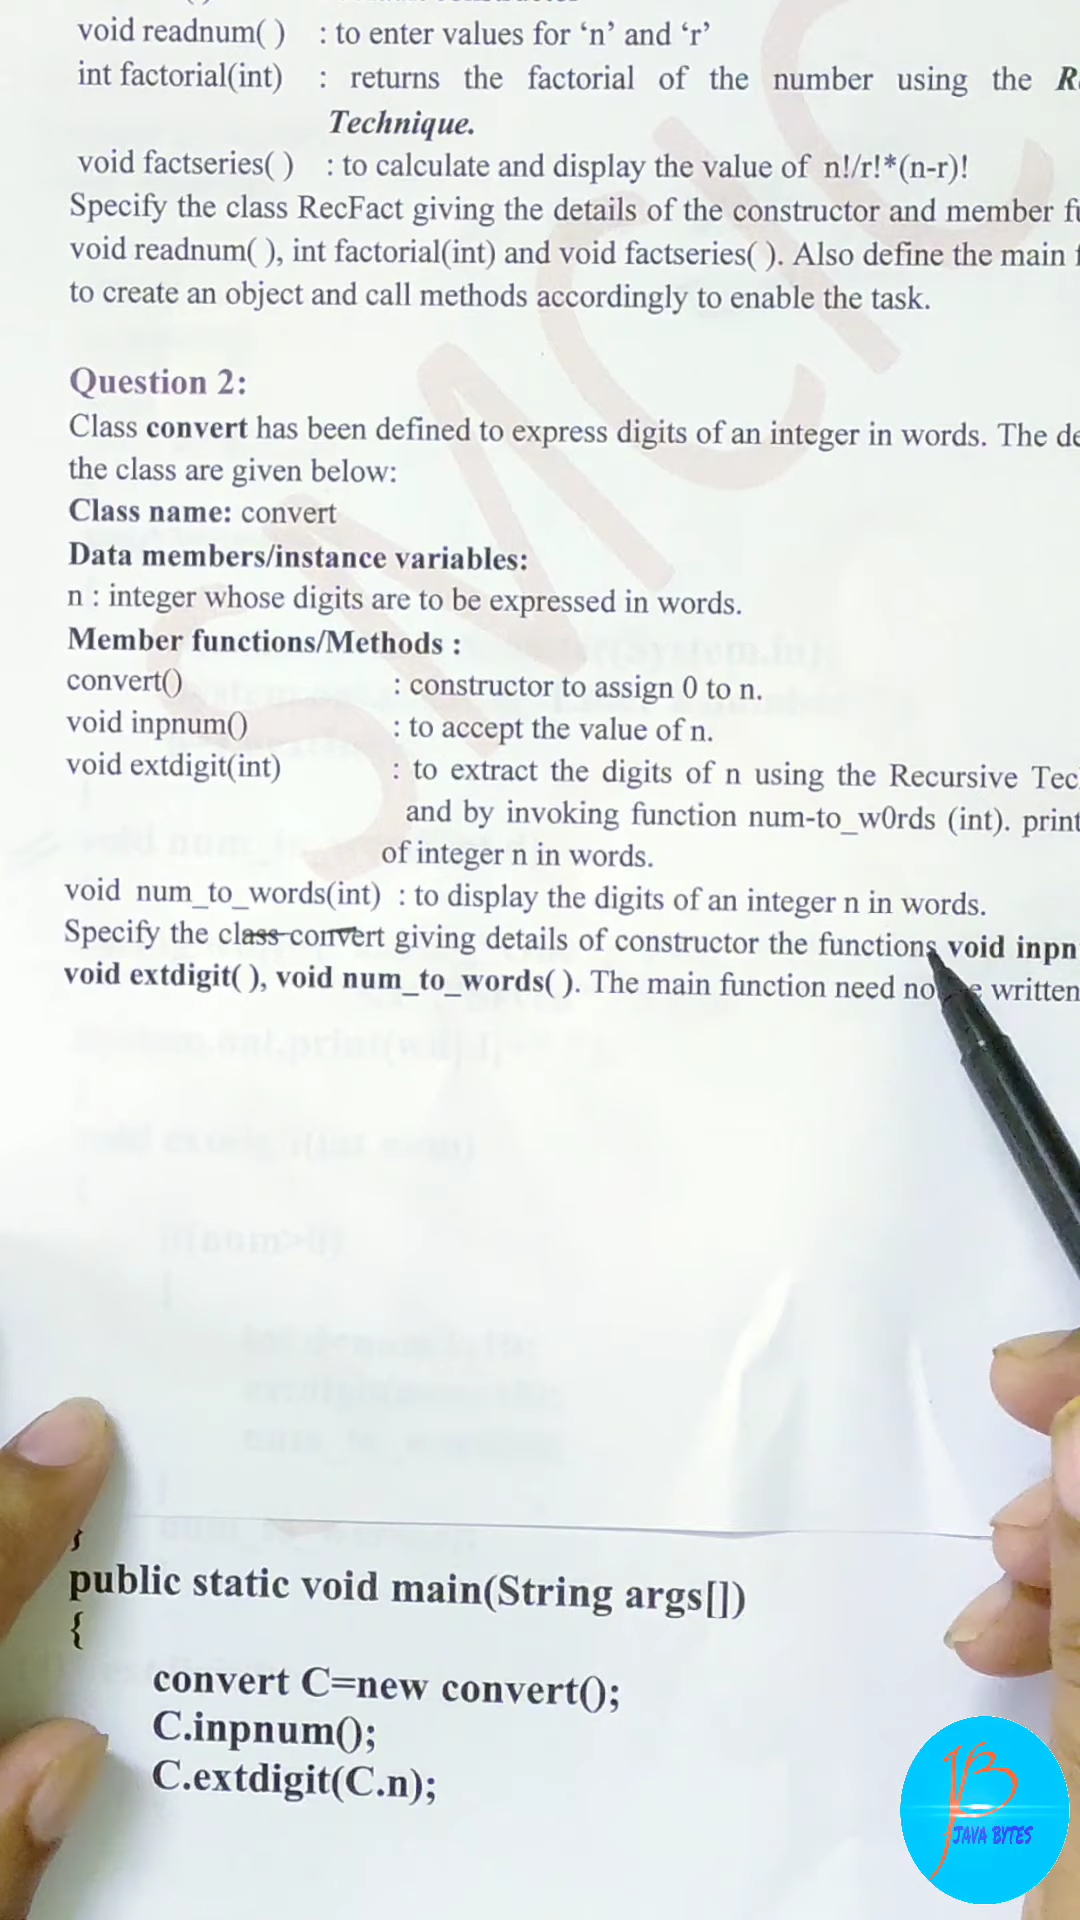 void readnum( ) : to enter values for ‘n’ and ‘r’
int factorial(int) : returns the factorial of the number using the
Technique.
void factseries( ) : to calculate and display the value of n!/r!*(n-r)!
Specify the class RecFact giving the details of the constructor and member
void readnum( ), int factorial(int) and void factseries( ). Also define the main
to create an object and call methods accordingly to enable the task.
Question 2:
Class convert has been defined to express digits of an integer in words. The
the class are given below:
Class name: convert
Data members/instance variables:
n : integer whose digits are to be expressed in words.
Member functions/Methods :
convert() : constructor to assign 0 to n.
void inpnum() : to accept the value of n.
void extdigit(int) : to extract the digits of n using the Recursive Tec
and by invoking function num-to_w0rds (int). print
of integer n in words.
void num_to_words(int) : to display the digits of an integer n in words.
Specify the class convert giving details of constructor the functions void inpn
void extdigit( ), void num_to_words( ). The main function need no written
}
public static void main(String args[])
{
convert C=new convert();
C.inpnum();
C.extdigit(C.n);
SMCIC
JB
JAVA BYTES